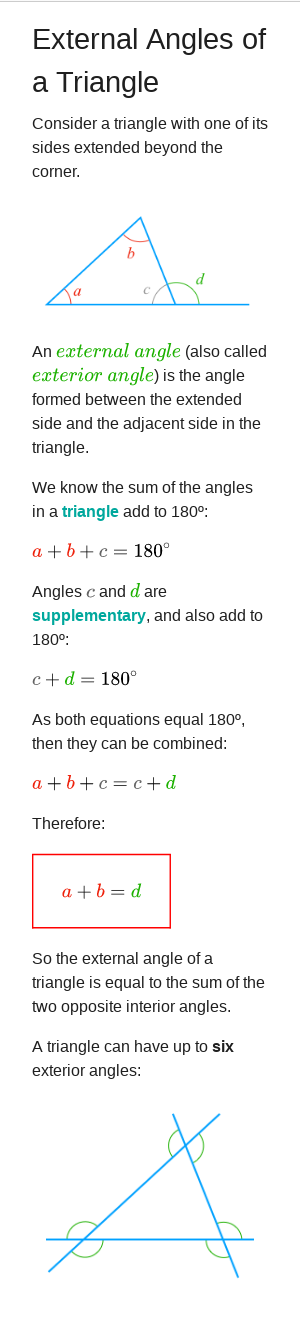 External Angles of
a Triangle
Consider a triangle with one of its
sides extended beyond the
corner.
b
a
c
d
An external angle (also called
exterior angle) is the angle
formed between the extended
side and the adjacent side in the
triangle.
We know the sum of the angles
in a triangle add to 180º:
a + b + c = 180°
Angles c and d are
supplementary, and also add to
180º:
c + d = 180°
As both equations equal 180º,
then they can be combined:
a + b + c = c + d
Therefore:
a + b = d
So the external angle of a
triangle is equal to the sum of the
two opposite interior angles.
A triangle can have up to six
exterior angles: